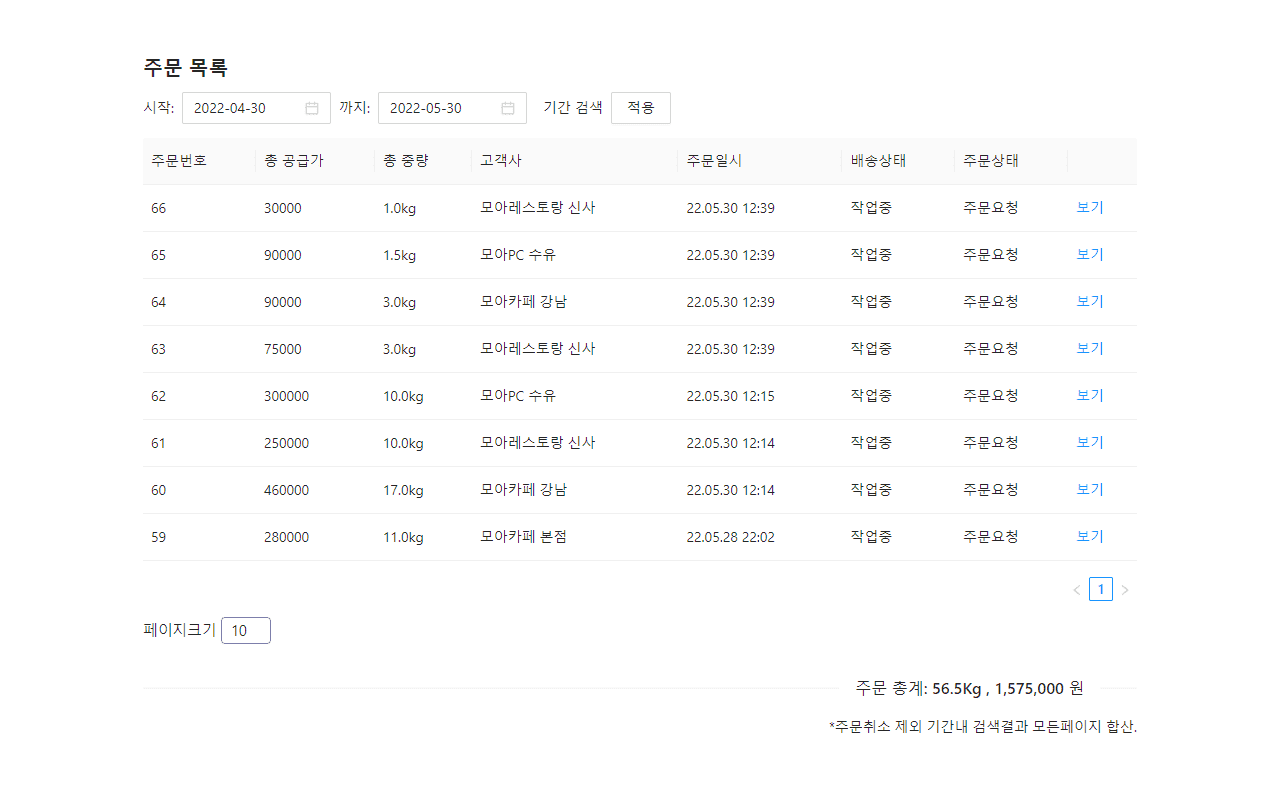 주문 목록
시작: 2022-04-30 까지: 2022-05-30 기간 검색 적용
주문번호 총 공급가 총 중량 고객사 주문일시 배송상태 주문상태
66 30000 1.0kg 모아레스토랑 신사 22.05.30 12:39 작업중 주문요청 보기
65 90000 1.5kg 모아PC 수유 22.05.30 12:39 작업중 주문요청 보기
64 90000 3.0kg 모아카페 강남 22.05.30 12:39 작업중 주문요청 보기
63 75000 3.0kg 모아레스토랑 신사 22.05.30 12:39 작업중 주문요청 보기
62 300000 10.0kg 모아PC 수유 22.05.30 12:15 작업중 주문요청 보기
61 250000 10.0kg 모아레스토랑 신사 22.05.30 12:14 작업중 주문요청 보기
60 460000 17.0kg 모아카페 강남 22.05.30 12:14 작업중 주문요청 보기
59 280000 11.0kg 모아카페 본점 22.05.28 22:02 작업중 주문요청 보기
< 1 >
페이지크기 10
주문 총계: 56.5Kg , 1,575,000 원
*주문취소 제외 기간내 검색결과 모든페이지 합산.